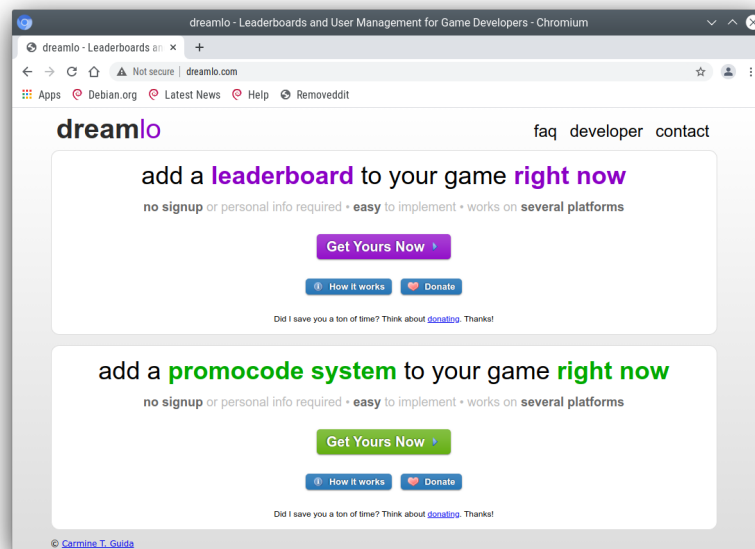 dreamlo - Leaderboards and User Management for Game Developers - Chromium
dreamlo - Leaderboards an
Not secure | dreamlo.com
Apps Debian.org Latest News Help Removeddit
dreamlo
faq developer contact
add a leaderboard to your game right now
no signup or personal info required • easy to implement • works on several platforms
Get Yours Now
How it works Donate
Did I save you a ton of time? Think about donating. Thanks!
add a promocode system to your game right now
no signup or personal info required • easy to implement • works on several platforms
Get Yours Now
How it works Donate
Did I save you a ton of time? Think about donating. Thanks!
© Carmine T. Guida